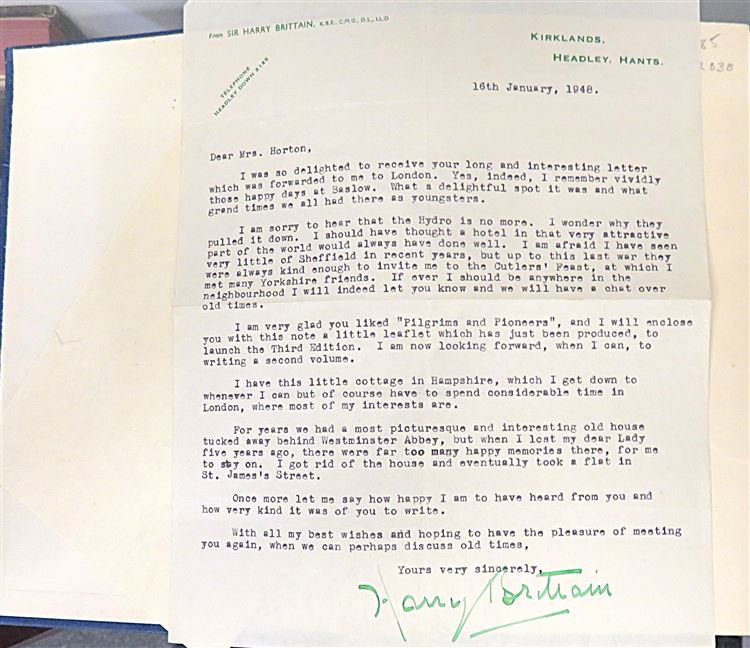 From SIR HARRY BRITTAIN, K.B.E., C.M.G., D.L., LL.D
TELEPHONE
HEADLEY DOWN 2148
KIRKLANDS,
HEADLEY, HANTS.
16th January, 1948.
Dear Mrs. Horton,
I was so delighted to receive your long and interesting letter
which was forwarded to me to London. Yes, indeed, I remember vividly
those happy days at Baslow. What a delightful spot it was and what
grand times we all had there as youngsters.
I am sorry to hear that the Hydro is no more. I wonder why they
pulled it down. I should have thought a hotel in that very attractive
part of the world would always have done well. I am afraid I have seen
very little of Sheffield in recent years, but up to this last war they
were always kind enough to invite me to the Cutlers' Feast, at which I
met many Yorkshire friends. If ever I should be anywhere in the
neighbourhood I will indeed let you know and we will have a chat over
old times.
I am very glad you liked "Pilgrims and Pioneers", and I will enclose
you with this note a little leaflet which has just been produced, to
launch the Third Edition. I am now looking forward, when I can, to
writing a second volume.
I have this little cottage in Hampshire, which I get down to
whenever I can but of course have to spend considerable time in
London, where most of my interests are.
For years we had a most picturesque and interesting old house
tucked away behind Westminster Abbey, but when I lost my dear Lady
five years ago, there were far too many happy memories there, for me
to stay on. I got rid of the house and eventually took a flat in
St. James's Street.
Once more let me say how happy I am to have heard from you and
how very kind it was of you to write.
With all my best wishes and hoping to have the pleasure of meeting
you again, when we can perhaps discuss old times,
Yours very sincerely,
Harry Brittain